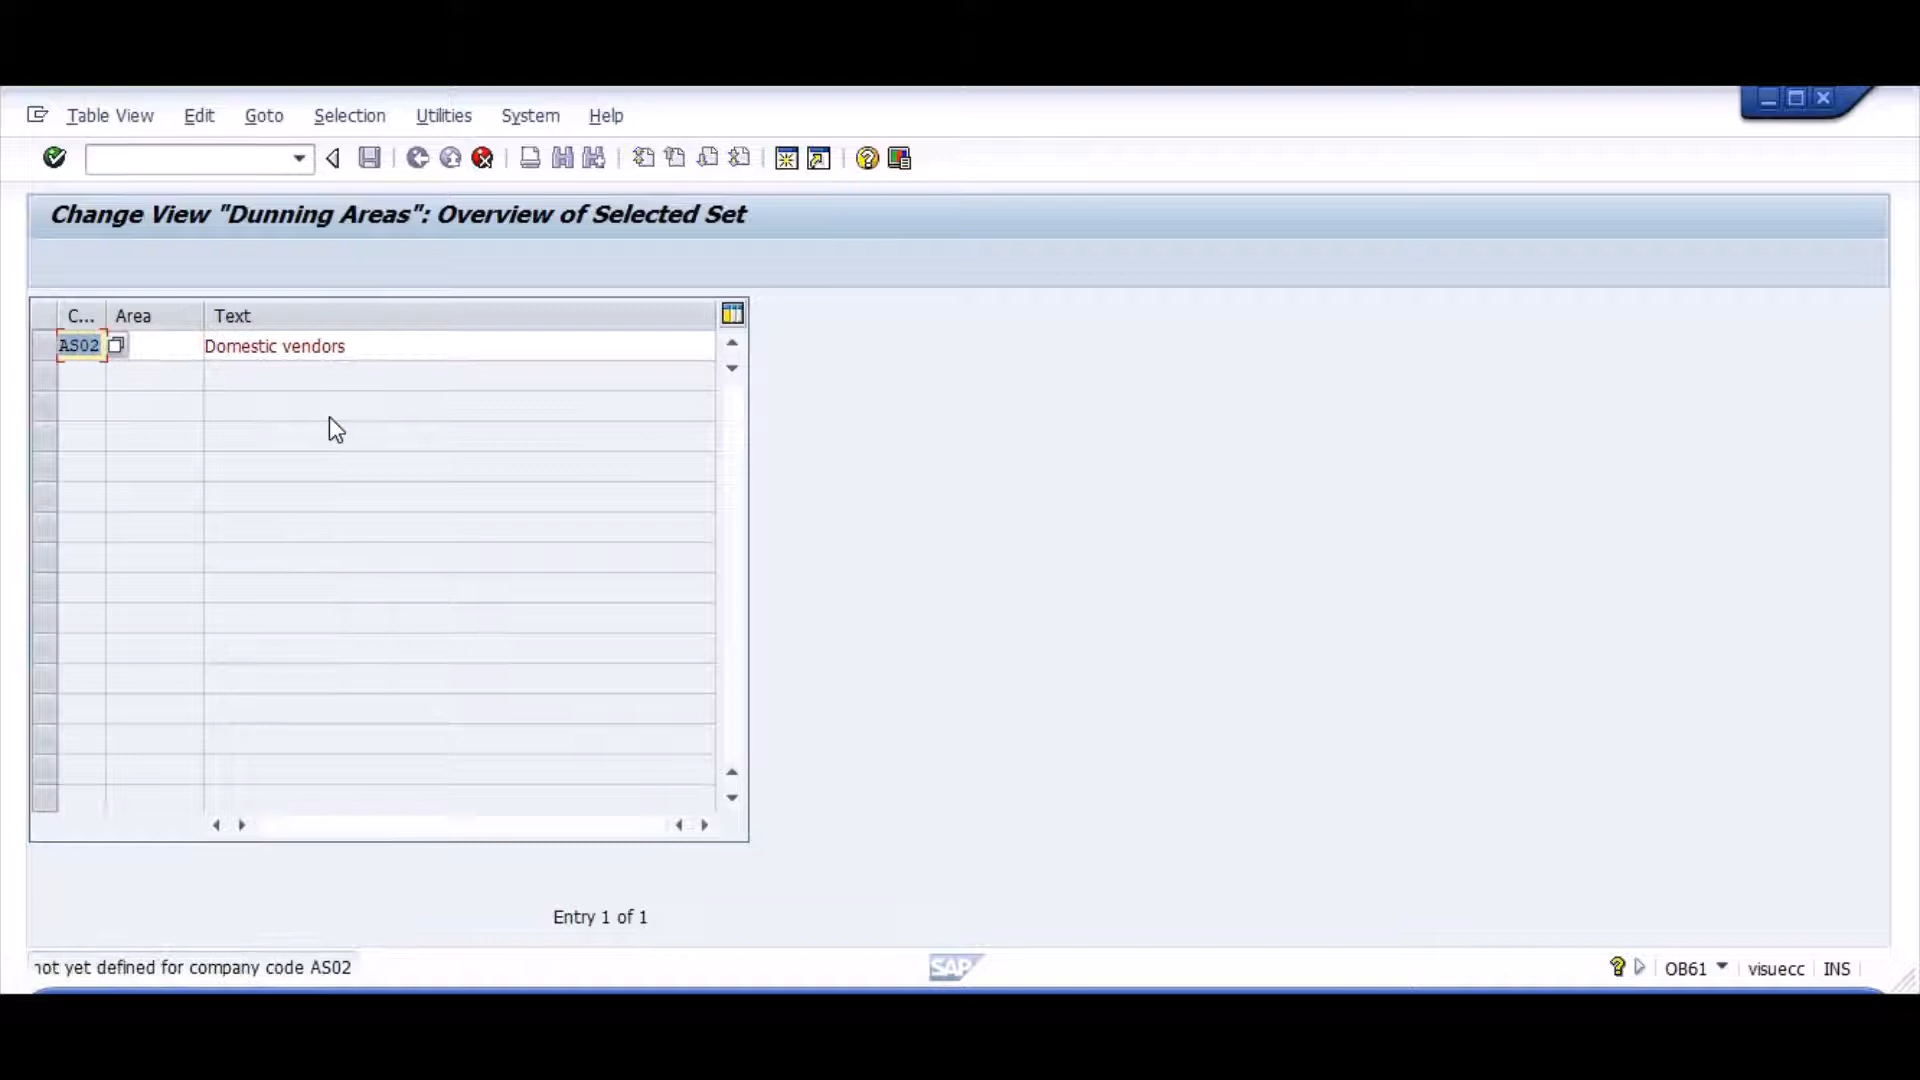 Table View Edit Goto Selection Utilities System Help
Change View "Dunning Areas": Overview of Selected Set
C... Area Text
AS02 Domestic vendors
Entry 1 of 1
not yet defined for company code AS02 SAP OB61 visuecc INS